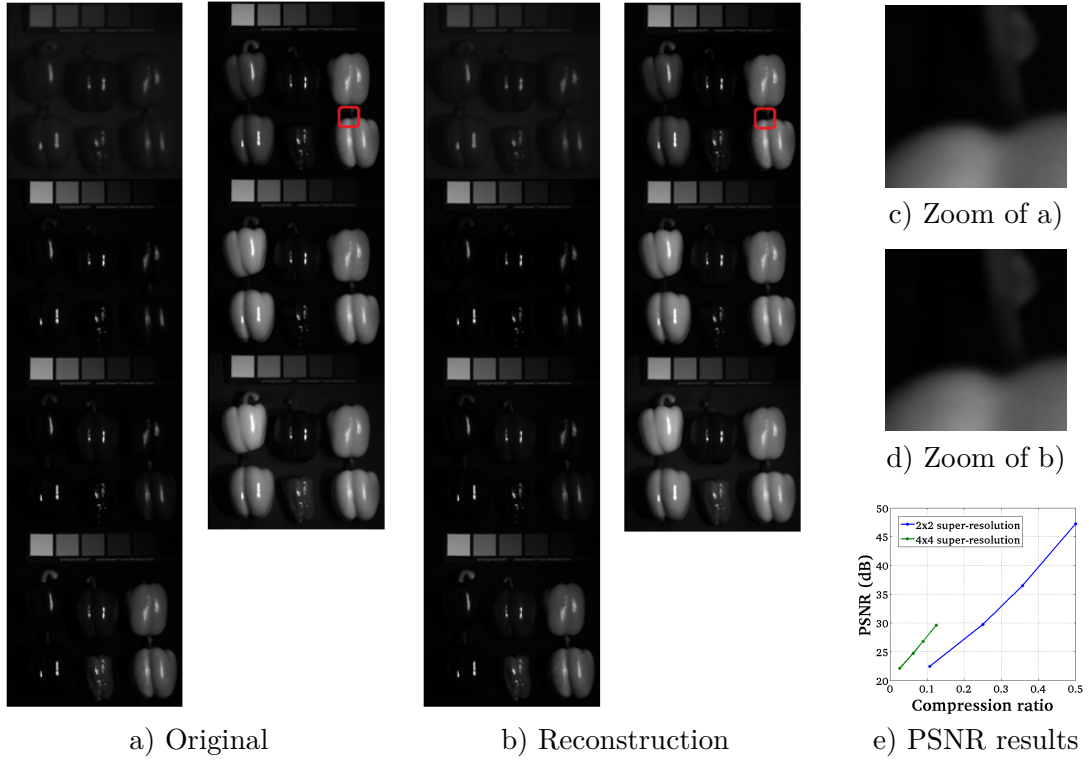 a) Original
b) Reconstruction
c) Zoom of a)
d) Zoom of b)
50
45
40
35
30
25
20
PSNR (dB)
2x2 super-resolution
4x4 super-resolution
0 0.1 0.2 0.3 0.4 0.5
Compression ratio
e) PSNR results